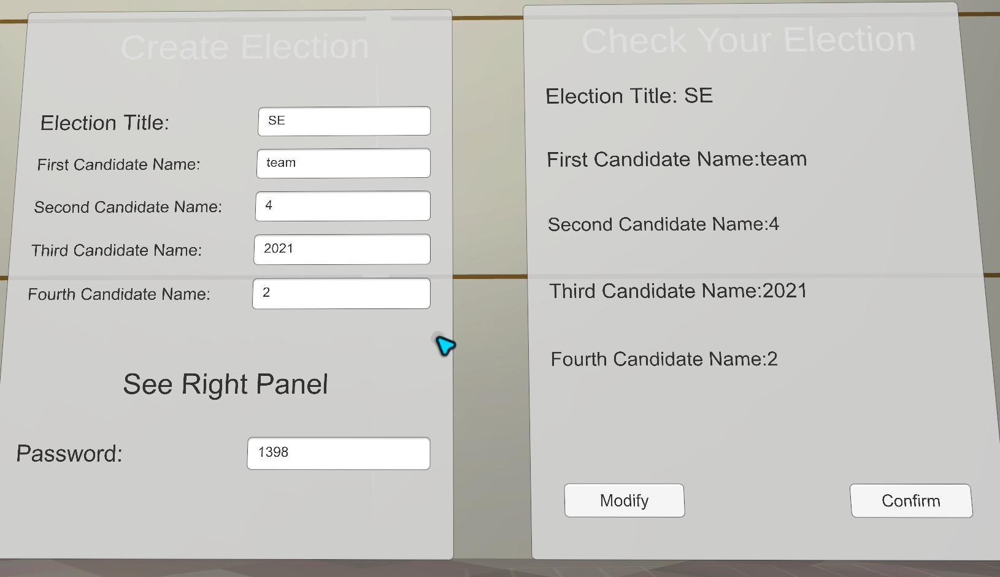 Create Election
Election Title: SE
First Candidate Name: team
Second Candidate Name: 4
Third Candidate Name: 2021
Fourth Candidate Name: 2
See Right Panel
Password: 1398
Check Your Election
Election Title: SE
First Candidate Name:team
Second Candidate Name:4
Third Candidate Name:2021
Fourth Candidate Name:2
Modify Confirm